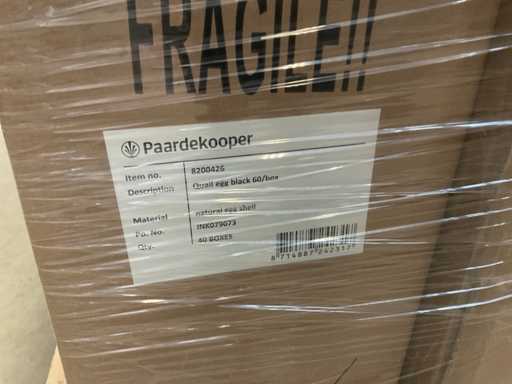 FRAGILE!!
Paardekooper
Item no. 8200426
Description Quail egg black 60/box
Material natural egg shell
Po. No. INK079073
Qty. 40 BOXES